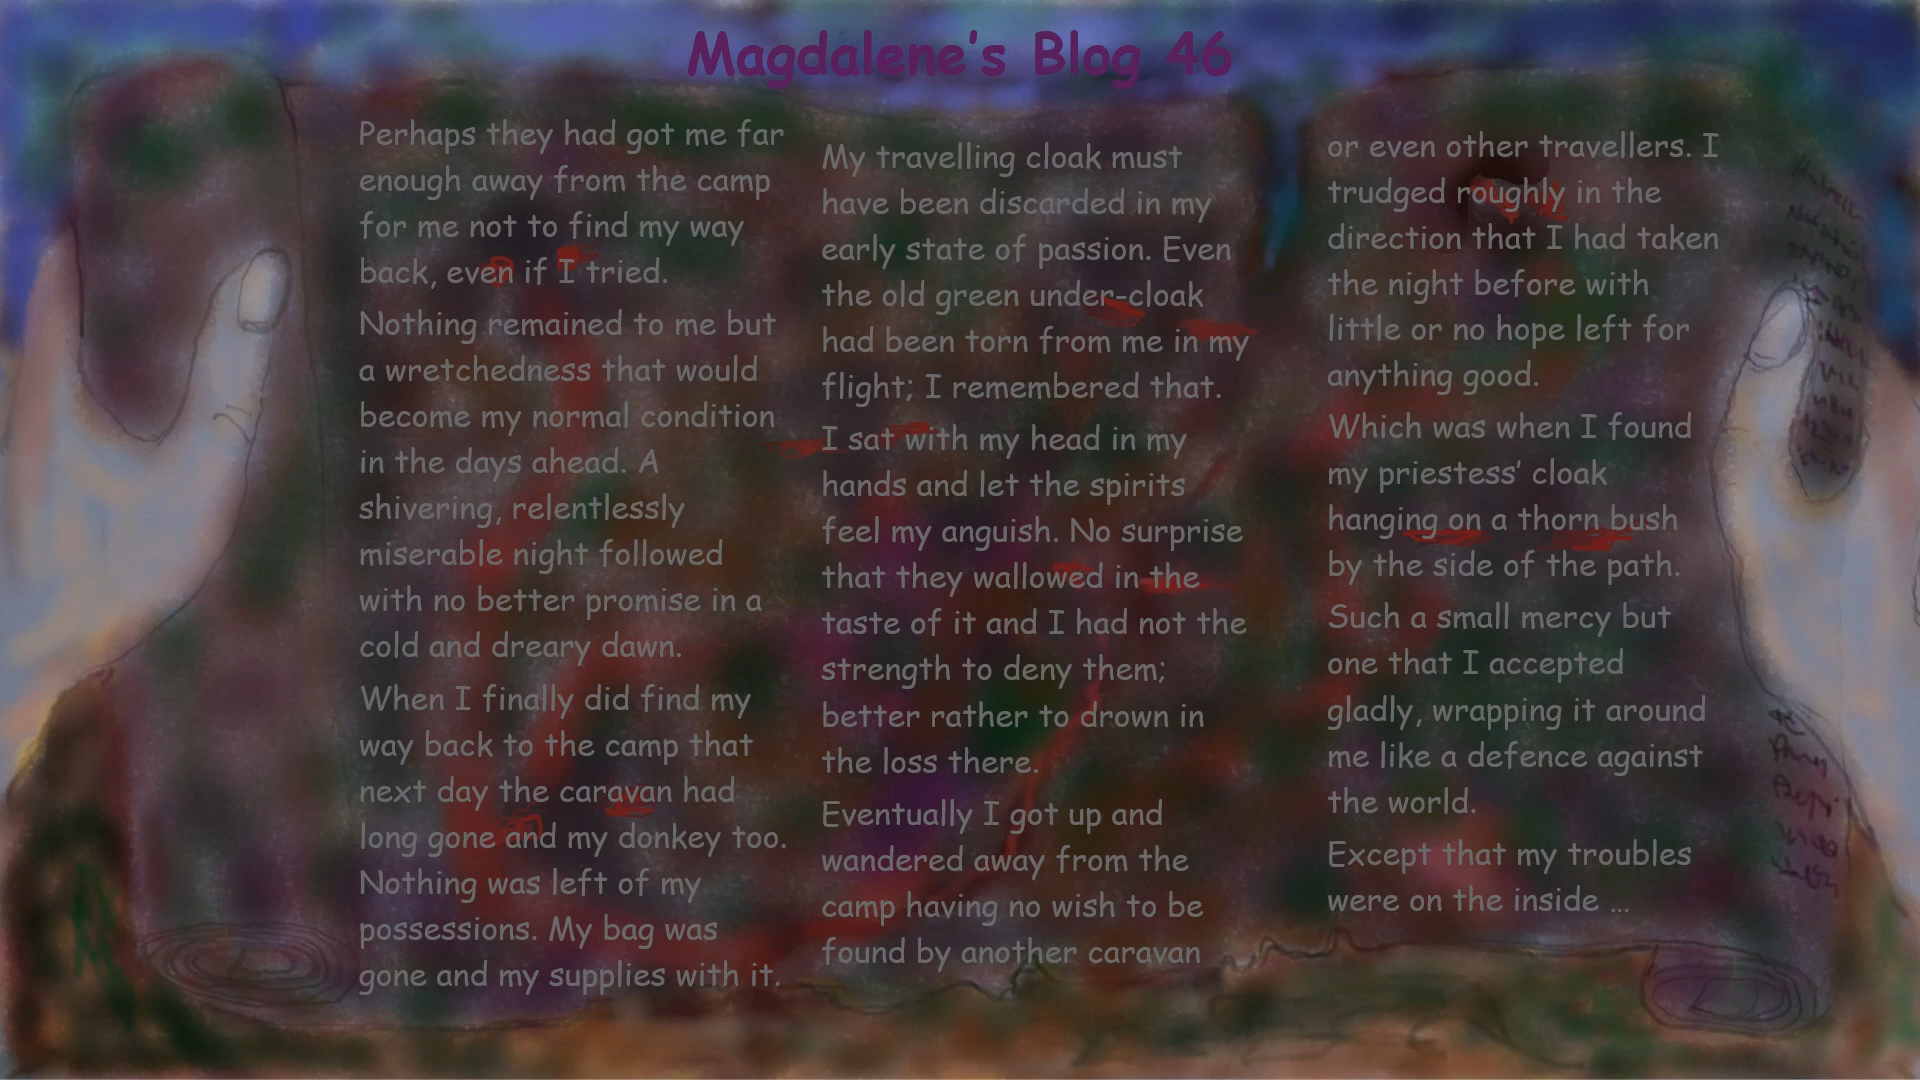 Magdalene's Blog 46
Perhaps they had got me far
enough away from the camp
for me not to find my way
back, even if I tried.
Nothing remained to me but
a wretchedness that would
become my normal condition
in the days ahead. A
shivering, relentlessly
miserable night followed
with no better promise in a
cold and dreary dawn.
When I finally did find my
way back to the camp that
next day the caravan had
long gone and my donkey too.
Nothing was left of my
possessions. My bag was
gone and my supplies with it.
My travelling cloak must
have been discarded in my
early state of passion. Even
the old green under-cloak
had been torn from me in my
flight; I remembered that.
I sat with my head in my
hands and let the spirits
feel my anguish. No surprise
that they wallowed in the
taste of it and I had not the
strength to deny them;
better rather to drown in
the loss there.
Eventually I got up and
wandered away from the
camp having no wish to be
found by another caravan
or even other travellers. I
trudged roughly in the
direction that I had taken
the night before with
little or no hope left for
anything good.
Which was when I found
my priestess' cloak
hanging on a thorn bush
by the side of the path.
Such a small mercy but
one that I accepted
gladly, wrapping it around
me like a defence against
the world.
Except that my troubles
were on the inside ...